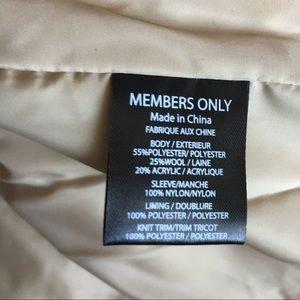 MEMBERS ONLY
Made in China
FABRIQUE AUX CHINE
BODY / EXTERIEUR
55%POLYESTER/ POLYESTER
25%WOOL / LAINE
20% ACRYLIC / ACRYLIQUE
SLEEVE/MANCHE
100% NYLON/NYLON
LINING / DOUBLURE
100% POLYESTER / POLYESTER
KNIT TRIM/TRIM TRICOT
100% POLYESTER / POLYESTER